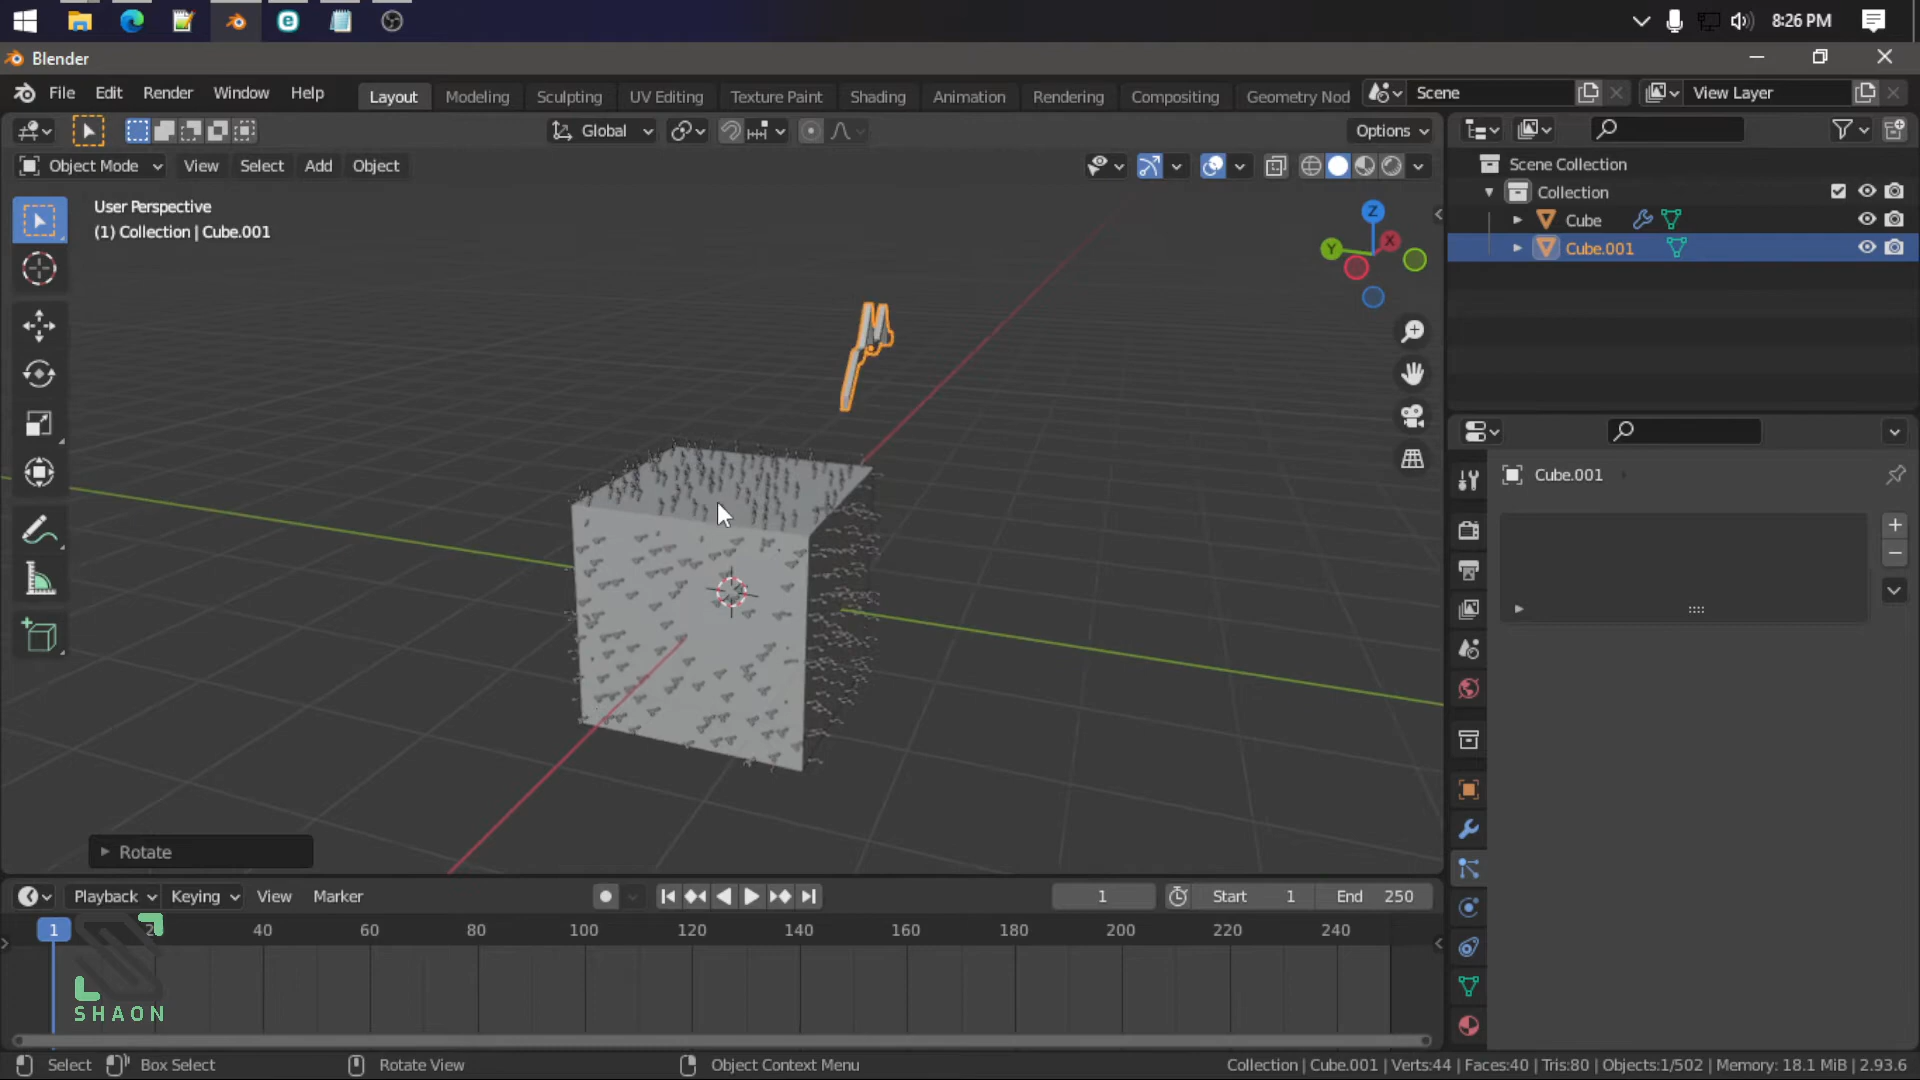 8:26 PM
Blender
File Edit Render Window Help Layout Modeling Sculpting UV Editing Texture Paint Shading Animation Rendering Compositing Geometry Nod Scene View Layer
Global Options
Object Mode View Select Add Object
User Perspective
(1) Collection | Cube.001
Z
Y
X
Scene Collection
Collection
Cube
Cube.001
Cube.001
Rotate
Playback Keying View Marker 1 Start 1 End 250
1 20 40 60 80 100 120 140 160 180 200 220 240
SHAON
Select Box Select Rotate View Object Context Menu Collection | Cube.001 | Verts:44 | Faces:40 | Tris:80 | Objects:1/502 | Memory: 18.1 MiB | 2.93.6